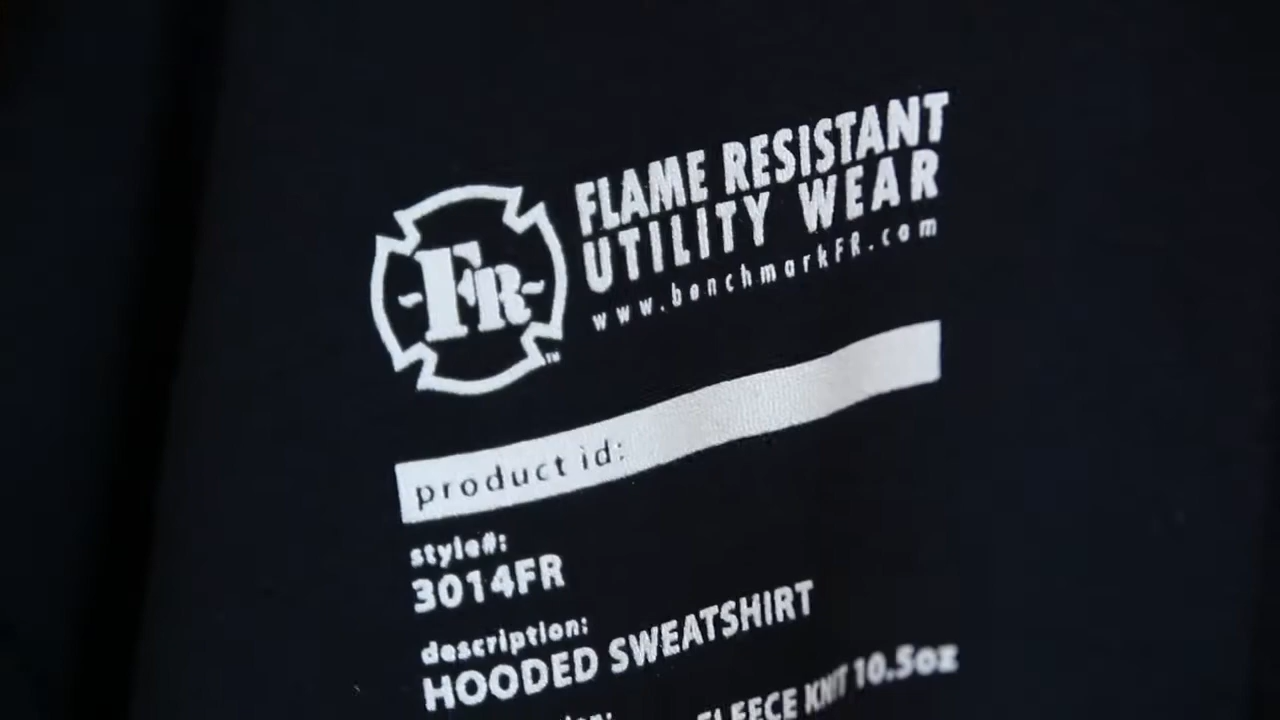 FLAME RESISTANT
UTILITY WEAR
www.benchmarkFR.com
-FR-
TM
product id:
style#:
3014FR
description:
HOODED SWEATSHIRT
FLEECE KNIT 10.5oz